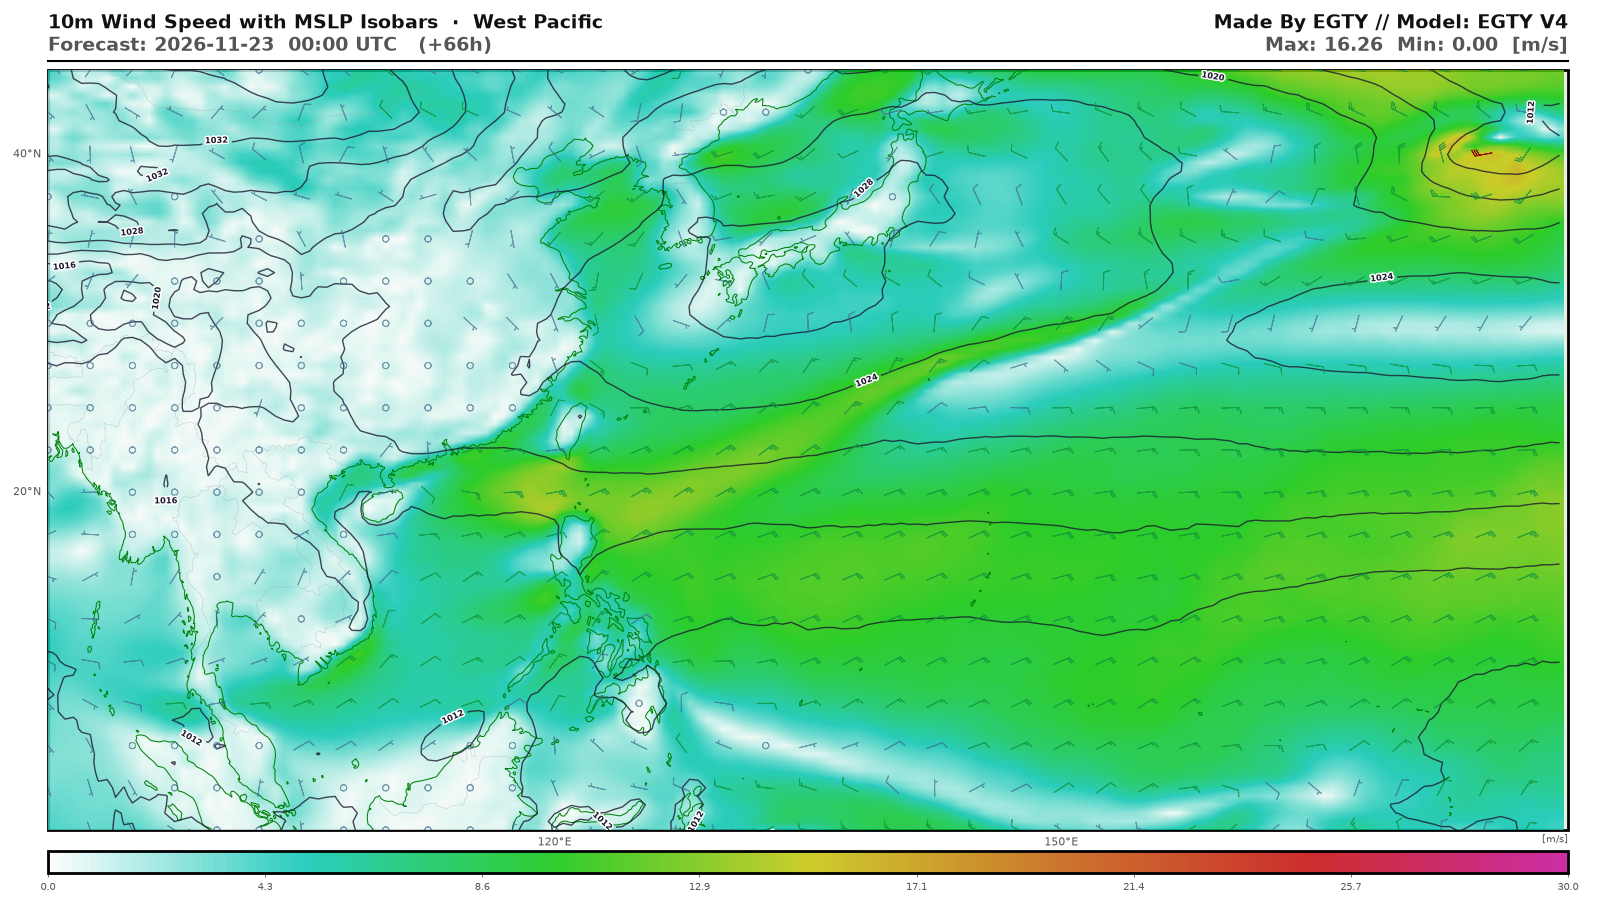 10m Wind Speed with MSLP Isobars · West Pacific
Made By EGTY // Model: EGTY V4
Forecast: 2026-11-23 00:00 UTC (+66h)
Max: 16.26 Min: 0.00 [m/s]
1020
1012
1032
40°N
1032
1028
1028
1016
1024
1020
1024
20°N
1016
1012
1012
1012
1012
120°E
150°E
[m/s]
0.0 4.3 8.6 12.9 17.1 21.4 25.7 30.0